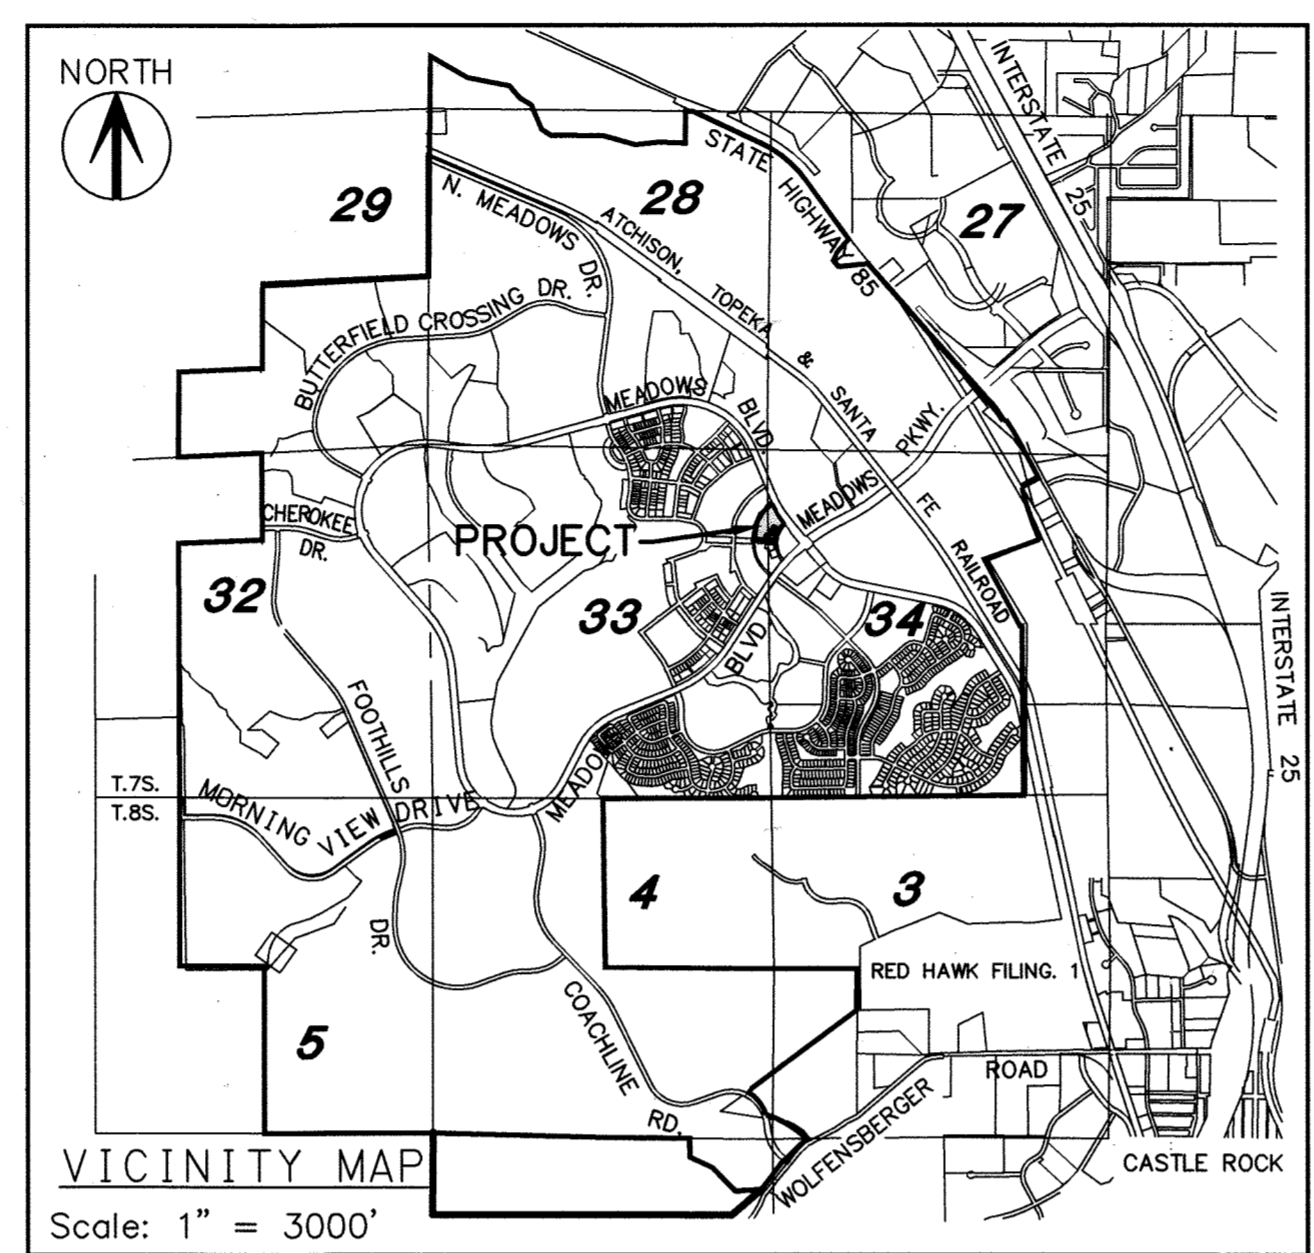 NORTH
INTERSTATE 25
STATE HIGHWAY 85
29
28
27
N. MEADOWS DR.
ATCHISON, TOPEKA & SANTA FE RAILROAD
BUTTERFIELD CROSSING DR.
MEADOWS BLVD
MEADOWS PKWY.
CHEROKEE DR.
PROJECT
32
33
34
BLVD
INTERSTATE 25
FOOTHILLS DR.
T.7S.
T.8S.
MORNING VIEW DRIVE
4
3
RED HAWK FILING. 1
5
COACHLINE RD.
ROAD
WOLFENSBERGER
CASTLE ROCK
VICINITY MAP
Scale: 1" = 3000'